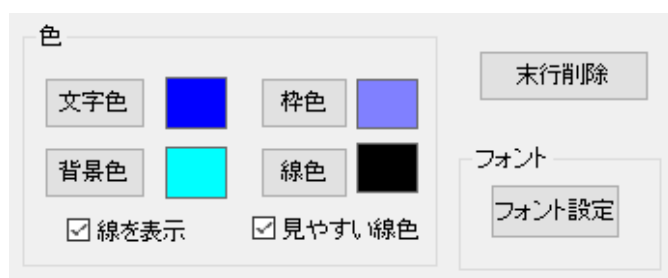 色
文字色
枠色
末行削除
背景色
線色
フォント
フォント設定
線を表示
見やすい線色